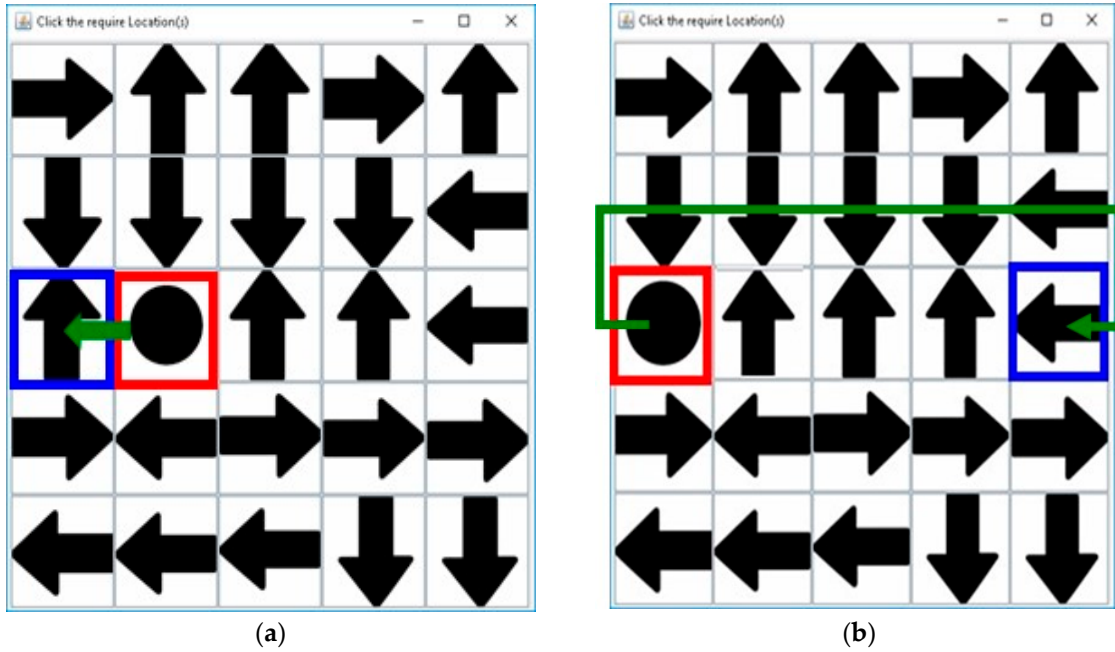 Click the require Location(s)
Click the require Location(s)
(a)
(b)